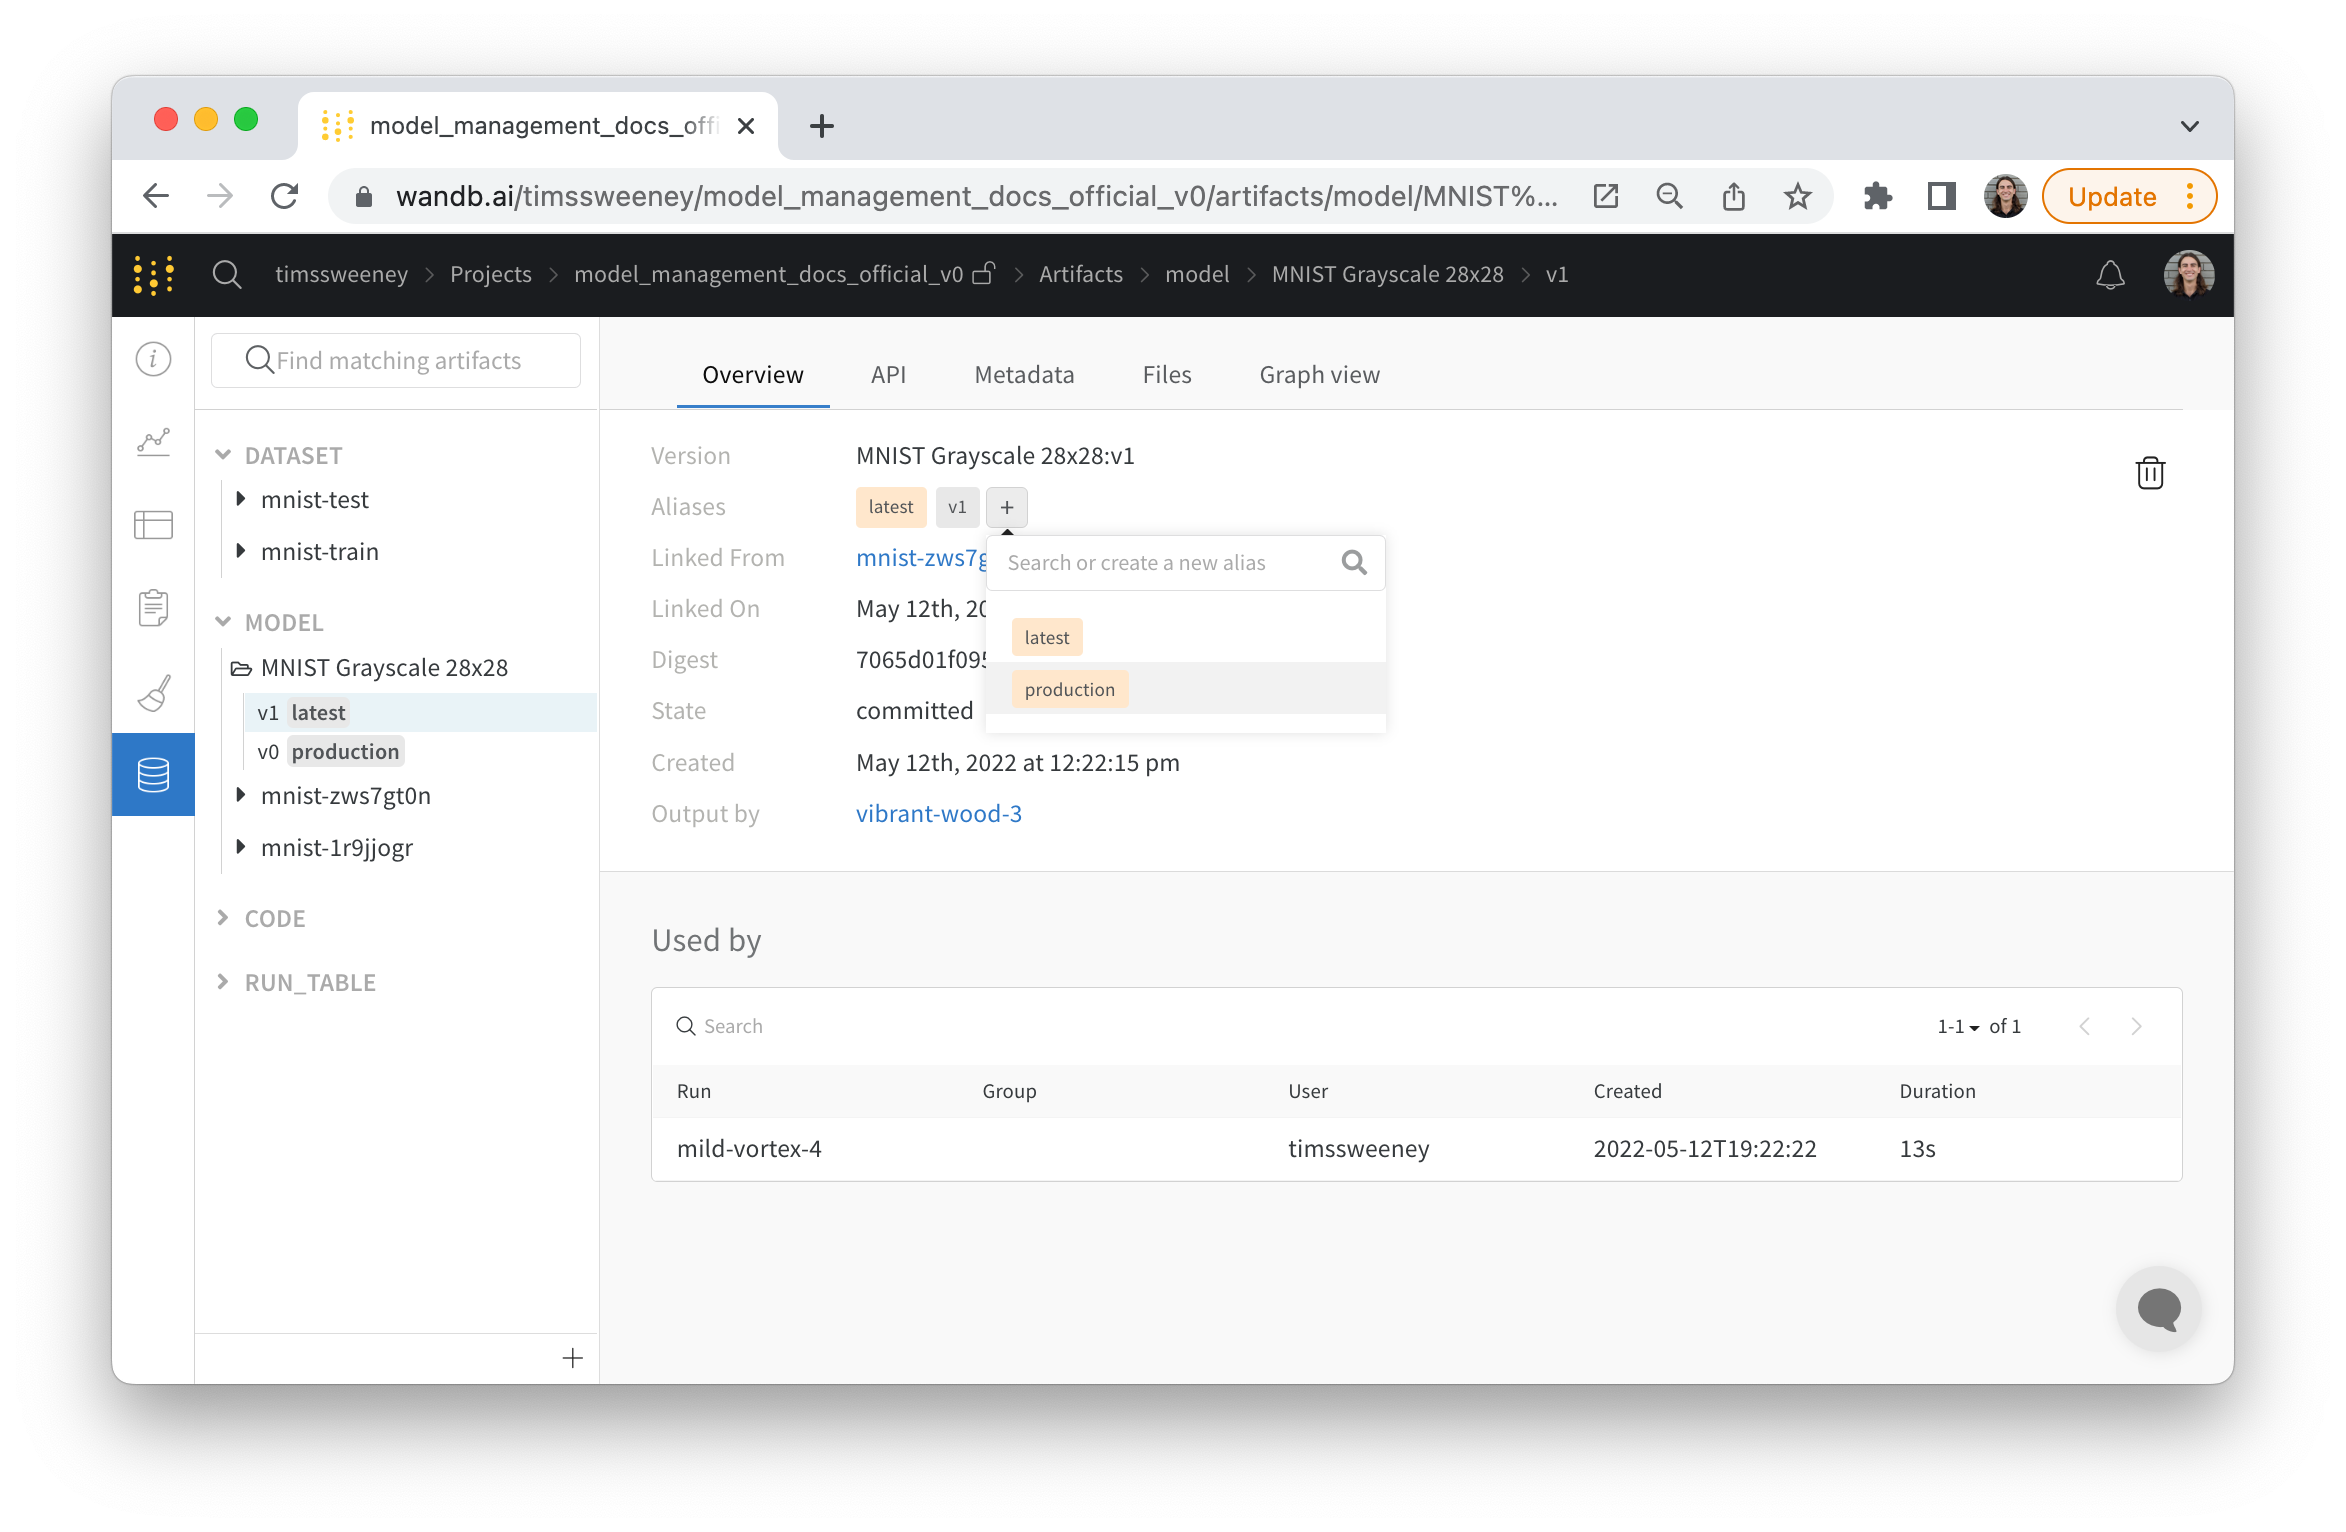 model_management_docs_offi
wandb.ai/timssweeney/model_management_docs_official_v0/artifacts/model/MNIST%...
Update
timssweeney > Projects > model_management_docs_official_v0 > Artifacts > model > MNIST Grayscale 28x28 > v1
Find matching artifacts
DATASET
mnist-test
mnist-train
MODEL
MNIST Grayscale 28x28
v1 latest
v0 production
mnist-zws7gt0n
mnist-1r9jjogr
CODE
RUN_TABLE
Overview API Metadata Files Graph view
Version MNIST Grayscale 28x28:v1
Aliases latest v1 +
Linked From mnist-zws7g
Search or create a new alias
Linked On May 12th, 20
latest
Digest 7065d01f095
production
State committed
Created May 12th, 2022 at 12:22:15 pm
Output by vibrant-wood-3
Used by
Search 1-1 of 1
Run Group User Created Duration
mild-vortex-4 timssweeney 2022-05-12T19:22:22 13s